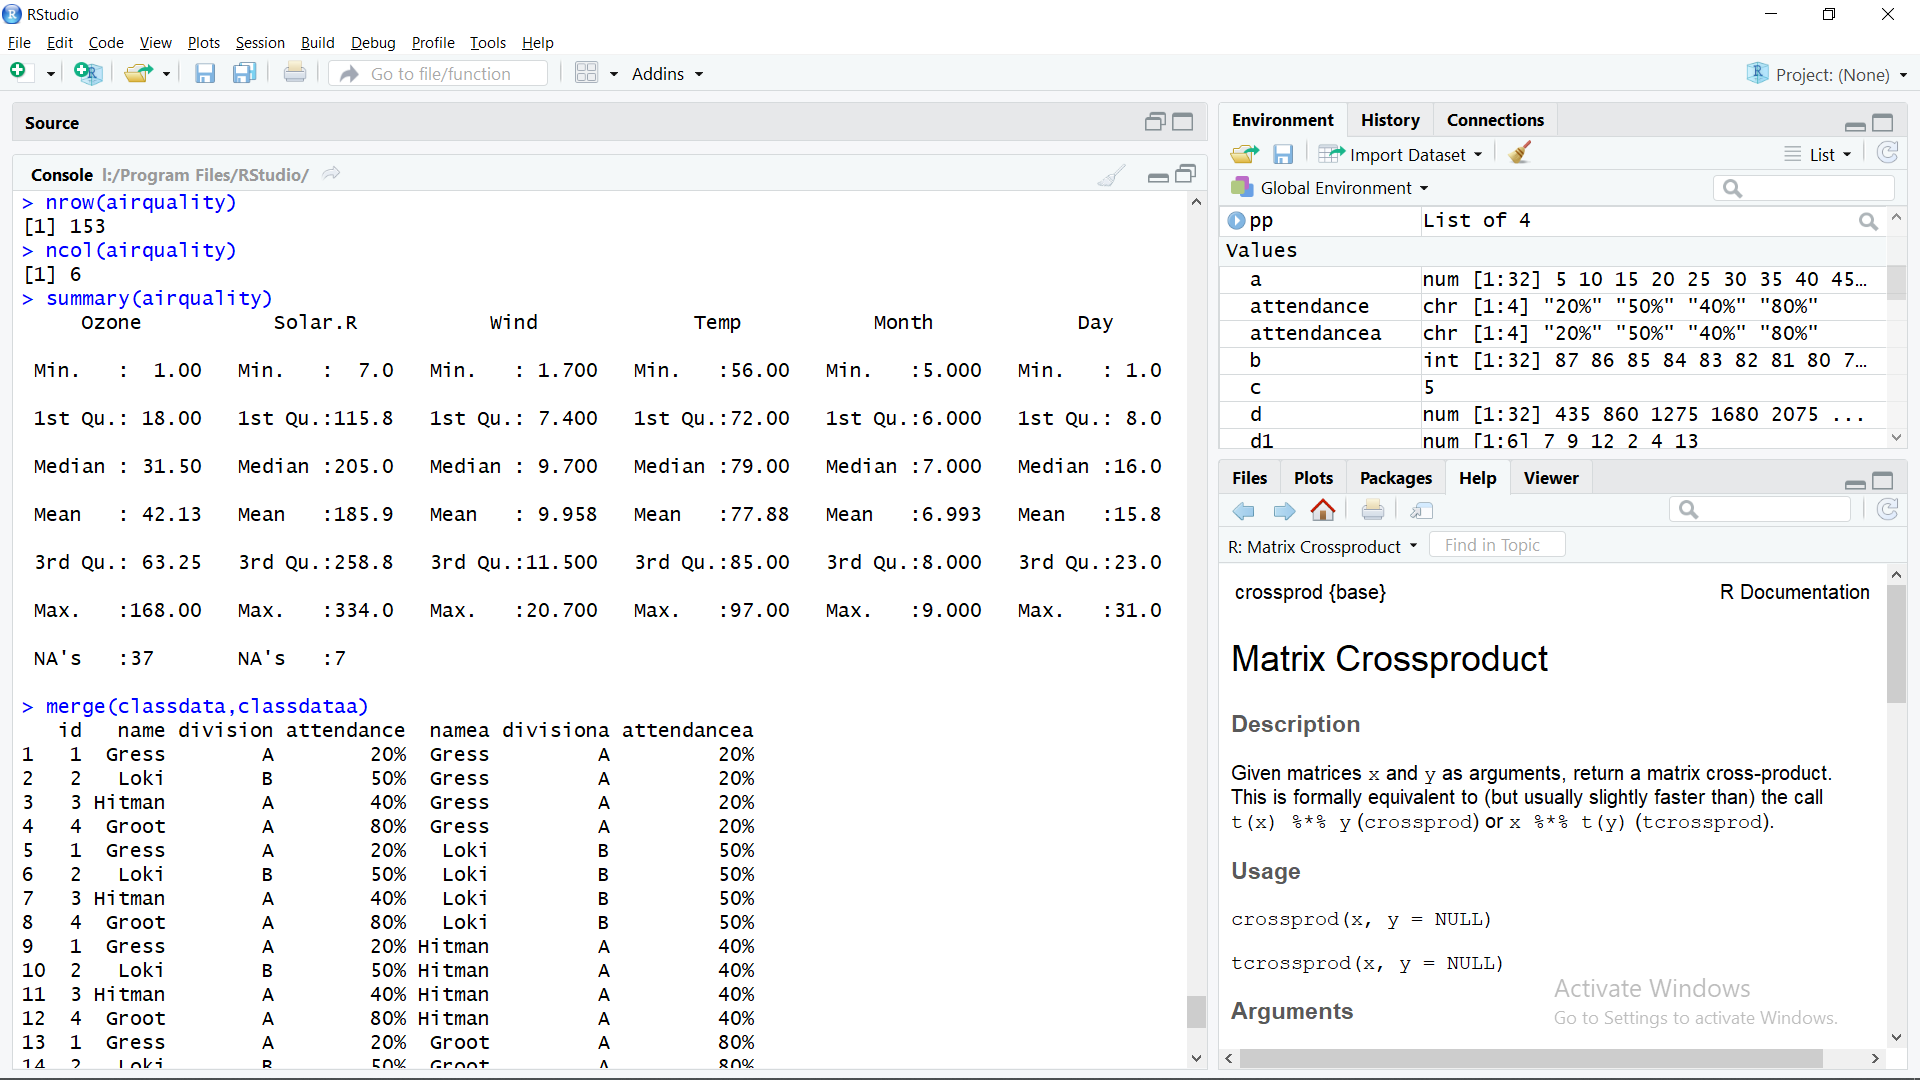 RStudio
File Edit Code View Plots Session Build Debug Profile Tools Help
Go to file/function Addins Project: (None)
Source
Console I:/Program Files/RStudio/
> nrow(airquality)
[1] 153
> ncol(airquality)
[1] 6
> summary(airquality)
Ozone Solar.R Wind Temp Month Day
Min. : 1.00 Min. : 7.0 Min. : 1.700 Min. :56.00 Min. :5.000 Min. : 1.0
1st Qu.: 18.00 1st Qu.:115.8 1st Qu.: 7.400 1st Qu.:72.00 1st Qu.:6.000 1st Qu.: 8.0
Median : 31.50 Median :205.0 Median : 9.700 Median :79.00 Median :7.000 Median :16.0
Mean : 42.13 Mean :185.9 Mean : 9.958 Mean :77.88 Mean :6.993 Mean :15.8
3rd Qu.: 63.25 3rd Qu.:258.8 3rd Qu.:11.500 3rd Qu.:85.00 3rd Qu.:8.000 3rd Qu.:23.0
Max. :168.00 Max. :334.0 Max. :20.700 Max. :97.00 Max. :9.000 Max. :31.0
NA's :37 NA's :7
> merge(classdata,classdataa)
id name division attendance namea divisiona attendancea
1 1 Gress A 20% Gress A 20%
2 2 Loki B 50% Gress A 20%
3 3 Hitman A 40% Gress A 20%
4 4 Groot A 80% Gress A 20%
5 1 Gress A 20% Loki B 50%
6 2 Loki B 50% Loki B 50%
7 3 Hitman A 40% Loki B 50%
8 4 Groot A 80% Loki B 50%
9 1 Gress A 20% Hitman A 40%
10 2 Loki B 50% Hitman A 40%
11 3 Hitman A 40% Hitman A 40%
12 4 Groot A 80% Hitman A 40%
13 1 Gress A 20% Groot A 80%
14 2 Loki B 50% Groot A 80%
Environment History Connections
Import Dataset List
Global Environment
pp List of 4
Values
a num [1:32] 5 10 15 20 25 30 35 40 45…
attendance chr [1:4] "20%" "50%" "40%" "80%"
attendancea chr [1:4] "20%" "50%" "40%" "80%"
b int [1:32] 87 86 85 84 83 82 81 80 7…
c 5
d num [1:32] 435 860 1275 1680 2075 ...
d1 num [1:6] 7 9 12 2 4 13
Files Plots Packages Help Viewer
R: Matrix Crossproduct Find in Topic
crossprod {base} R Documentation
Matrix Crossproduct
Description
Given matrices x and y as arguments, return a matrix cross-product.
This is formally equivalent to (but usually slightly faster than) the call
t(x) %*% y (crossprod) or x %*% t(y) (tcrossprod).
Usage
crossprod(x, y = NULL)
tcrossprod(x, y = NULL)
Arguments
Activate Windows
Go to Settings to activate Windows.